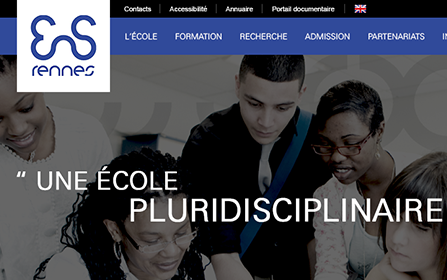 Contacts Accessibilité Annuaire Portail documentaire
ENS
rennes
L'ÉCOLE FORMATION RECHERCHE ADMISSION PARTENARIATS
“ UNE ÉCOLE
PLURIDISCIPLINAIRE